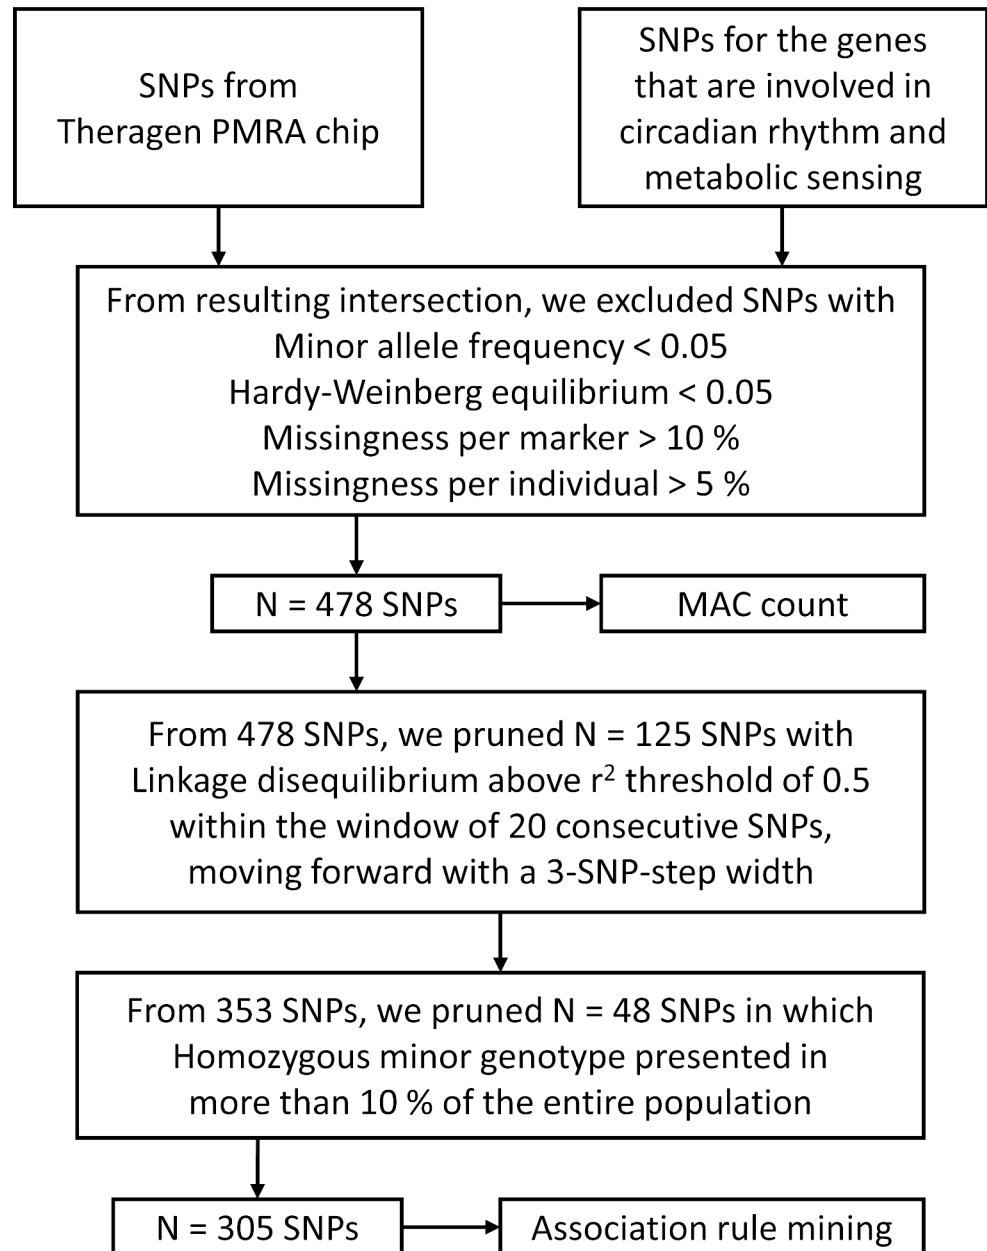 SNPs from
Theragen PMRA chip
SNPs for the genes
that are involved in
circadian rhythm and
metabolic sensing
From resulting intersection, we excluded SNPs with
Minor allele frequency < 0.05
Hardy-Weinberg equilibrium < 0.05
Missingness per marker > 10 %
Missingness per individual > 5 %
N = 478 SNPs
MAC count
From 478 SNPs, we pruned N = 125 SNPs with
Linkage disequilibrium above r² threshold of 0.5
within the window of 20 consecutive SNPs,
moving forward with a 3-SNP-step width
From 353 SNPs, we pruned N = 48 SNPs in which
Homozygous minor genotype presented in
more than 10 % of the entire population
N = 305 SNPs
Association rule mining